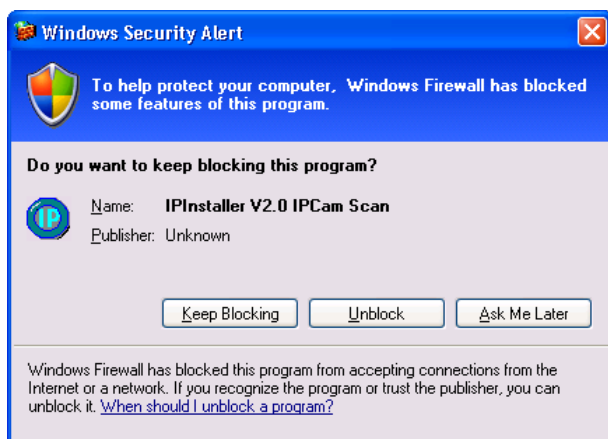 Windows Security Alert
To help protect your computer, Windows Firewall has blocked
some features of this program.
Do you want to keep blocking this program?
IP
Name: IPInstaller V2.0 IPCam Scan
Publisher: Unknown
Keep Blocking Unblock Ask Me Later
Windows Firewall has blocked this program from accepting connections from the
Internet or a network. If you recognize the program or trust the publisher, you can
unblock it. When should I unblock a program?